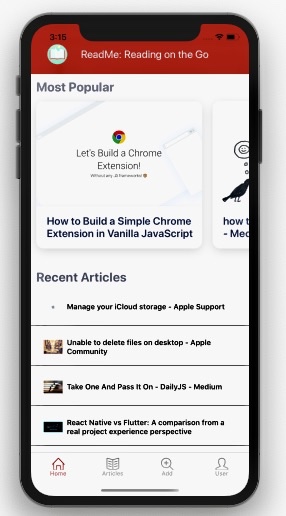 3:15
ReadMe: Reading on the Go
Most Popular
Let's Build a Chrome
Extension!
Without any JS frameworks!
How to Build a Simple Chrome
Extension in Vanilla JavaScript
how t
- Med
Recent Articles
Manage your iCloud storage - Apple Support
Unable to delete files on desktop - Apple
Community
Take One And Pass It On - DailyJS - Medium
React Native vs Flutter: A comparison from a
real project experience perspective
Home
Articles
Add
User